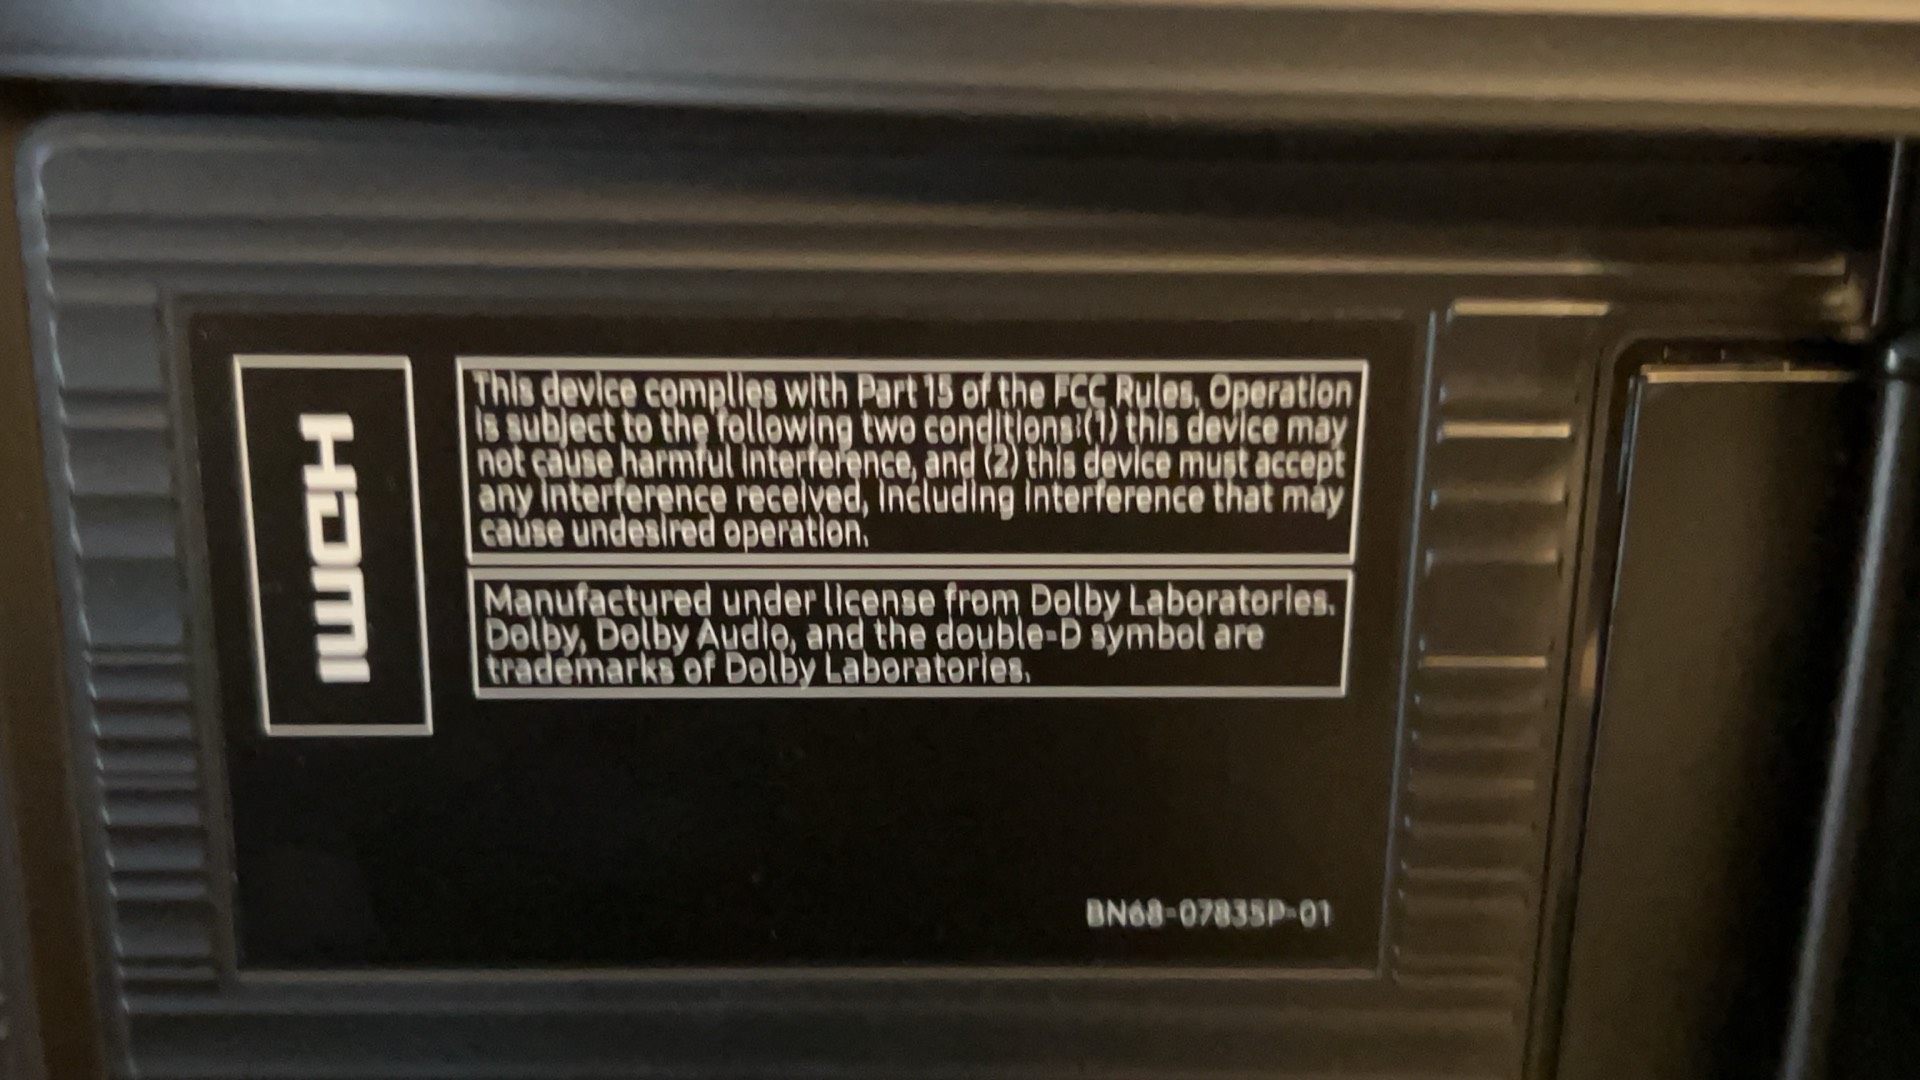 HDMI
This device complies with Part 15 of the FCC Rules. Operation
is subject to the following two conditions:(1) this device may
not cause harmful interference, and (2) this device must accept
any interference received, including interference that may
cause undesired operation.
Manufactured under license from Dolby Laboratories.
Dolby, Dolby Audio, and the double-D symbol are
trademarks of Dolby Laboratories.
BN68-07835P-01